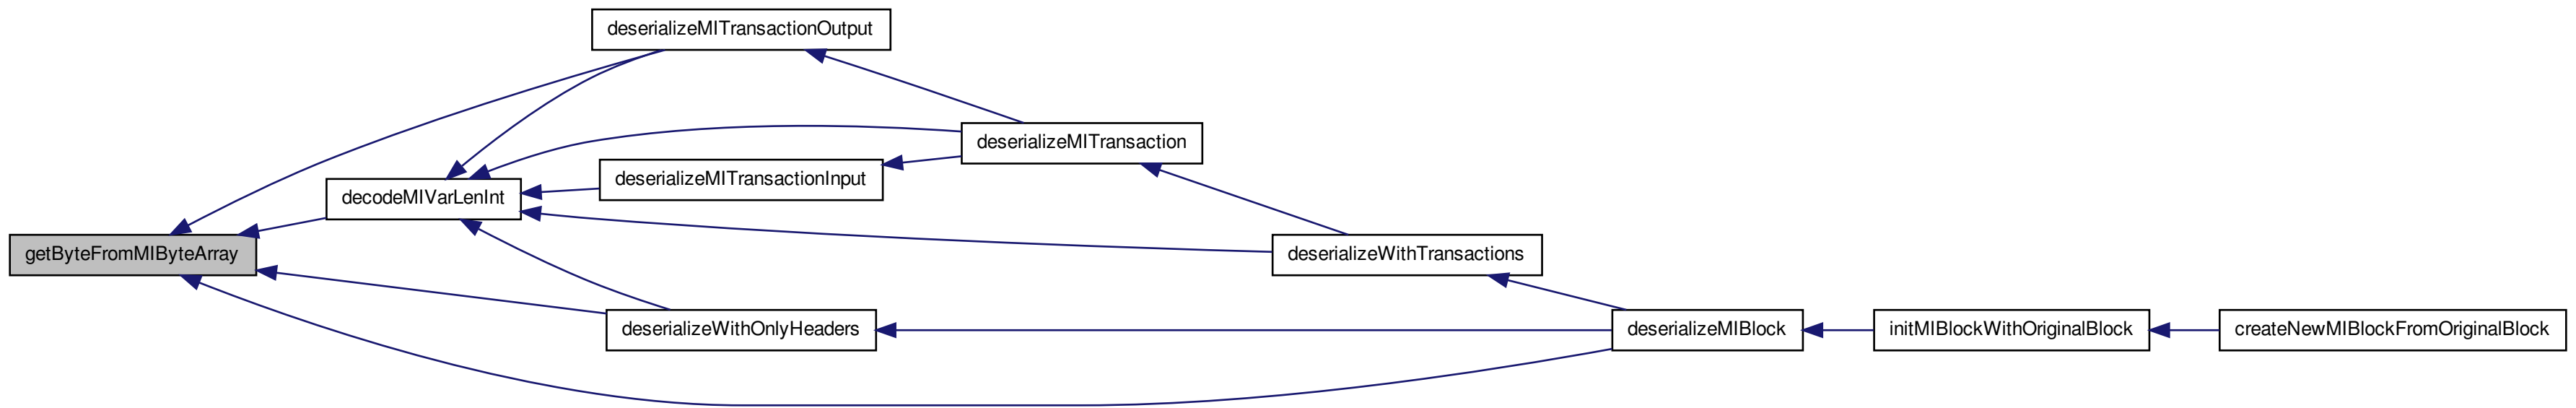 deserializeMITransactionOutput
deserializeMITransaction
deserializeMITransactionInput
decodeMIVarLenInt
getByteFromMIByteArray
deserializeWithTransactions
deserializeWithOnlyHeaders
deserializeMIBlock
initMIBlockWithOriginalBlock
createNewMIBlockFromOriginalBlock